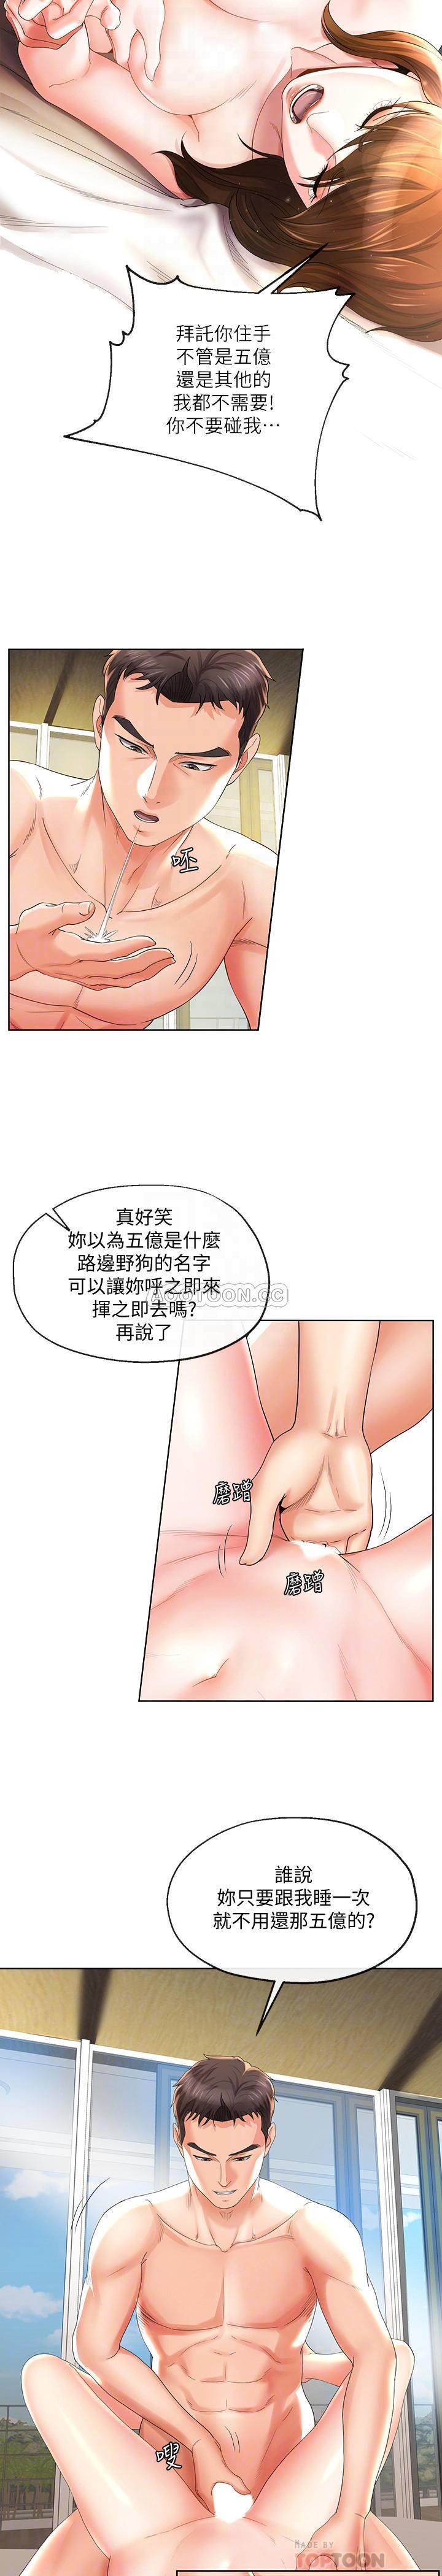 拜託你住手
不管是五億
還是其他的
我都不需要!
你不要碰我…
呸
真好笑
妳以為五億是什麼
路邊野狗的名字
可以讓妳呼之即來
揮之即去嗎?
再說了
磨蹭
磨蹭
誰說
妳只要跟我睡一次
就不用還那五億的?
嗖
MADE BY
TOPTOON